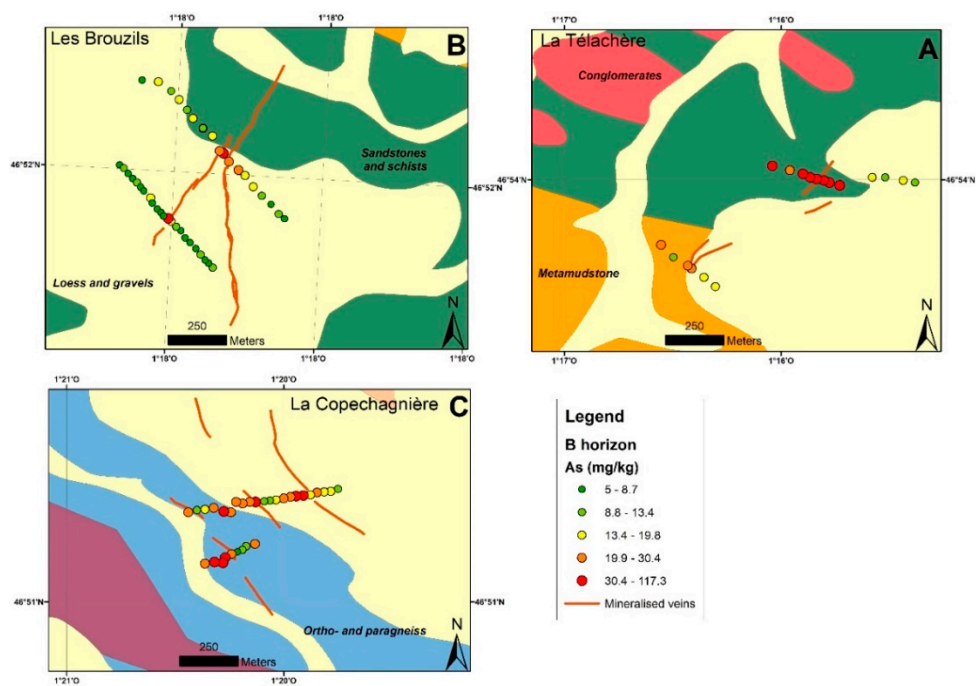 1°18'O
1°18'O
Les Brouzils
B
46°52'N
46°52'N
Sandstones
and schists
Loess and gravels
N
250
Meters
1°18'O
1°18'O
1°18'O
1°17'O
1°16'O
La Télachère
A
Conglomerates
46°54'N
46°54'N
Metamudstone
N
250
Meters
1°17'O
1°16'O
1°21'O
1°20'O
La Copechagnière
C
46°51'N
46°51'N
Ortho- and paragneiss
N
250
Meters
1°21'O
1°20'O
Legend
B horizon
As (mg/kg)
5 - 8.7
8.8 - 13.4
13.4 - 19.8
19.9 - 30.4
30.4 - 117.3
Mineralised veins